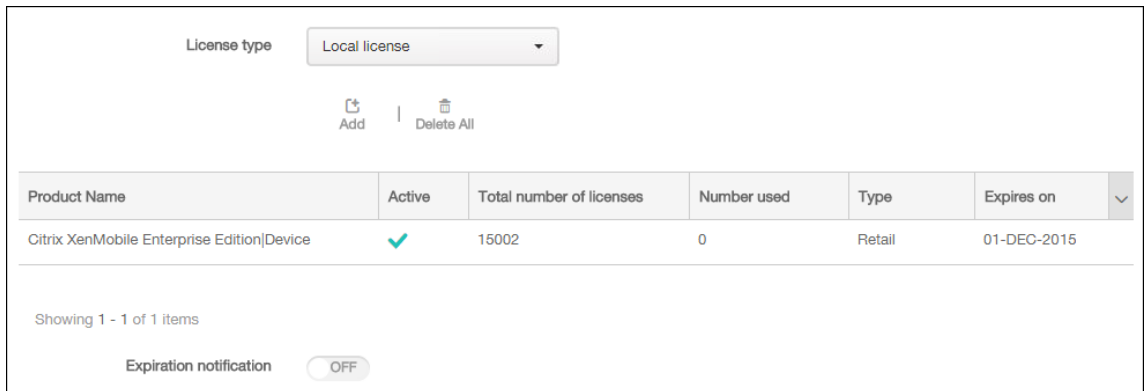 License type Local license
Add | Delete All
Product Name Active Total number of licenses Number used Type Expires on
Citrix XenMobile Enterprise Edition|Device 15002 0 Retail 01-DEC-2015
Showing 1 - 1 of 1 items
Expiration notification OFF